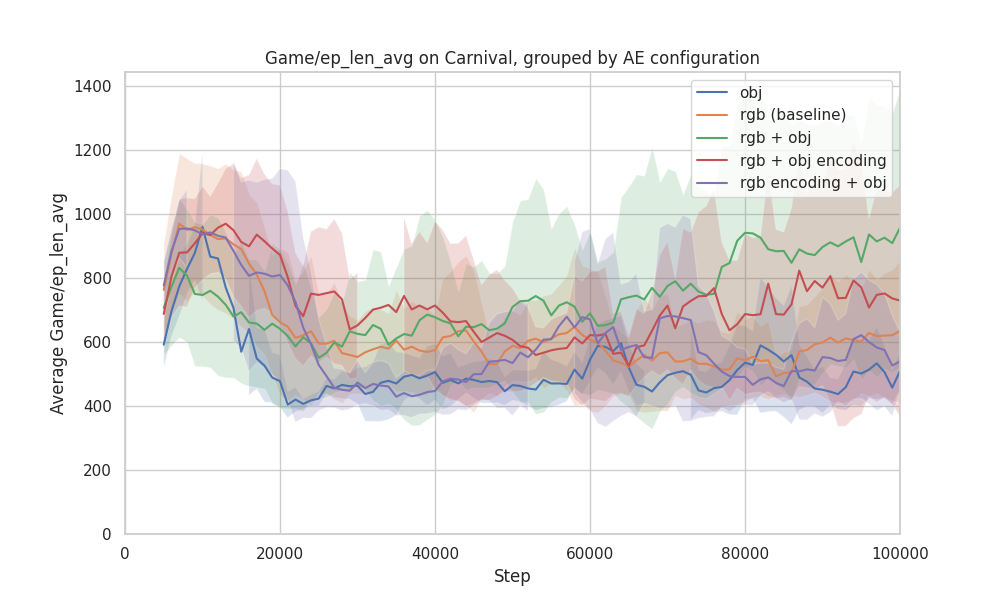 Game/ep_len_avg on Carnival, grouped by AE configuration
Average Game/ep_len_avg
1400
1200
1000
800
600
400
200
0
obj
rgb (baseline)
rgb + obj
rgb + obj encoding
rgb encoding + obj
0
20000
40000
60000
80000
100000
Step